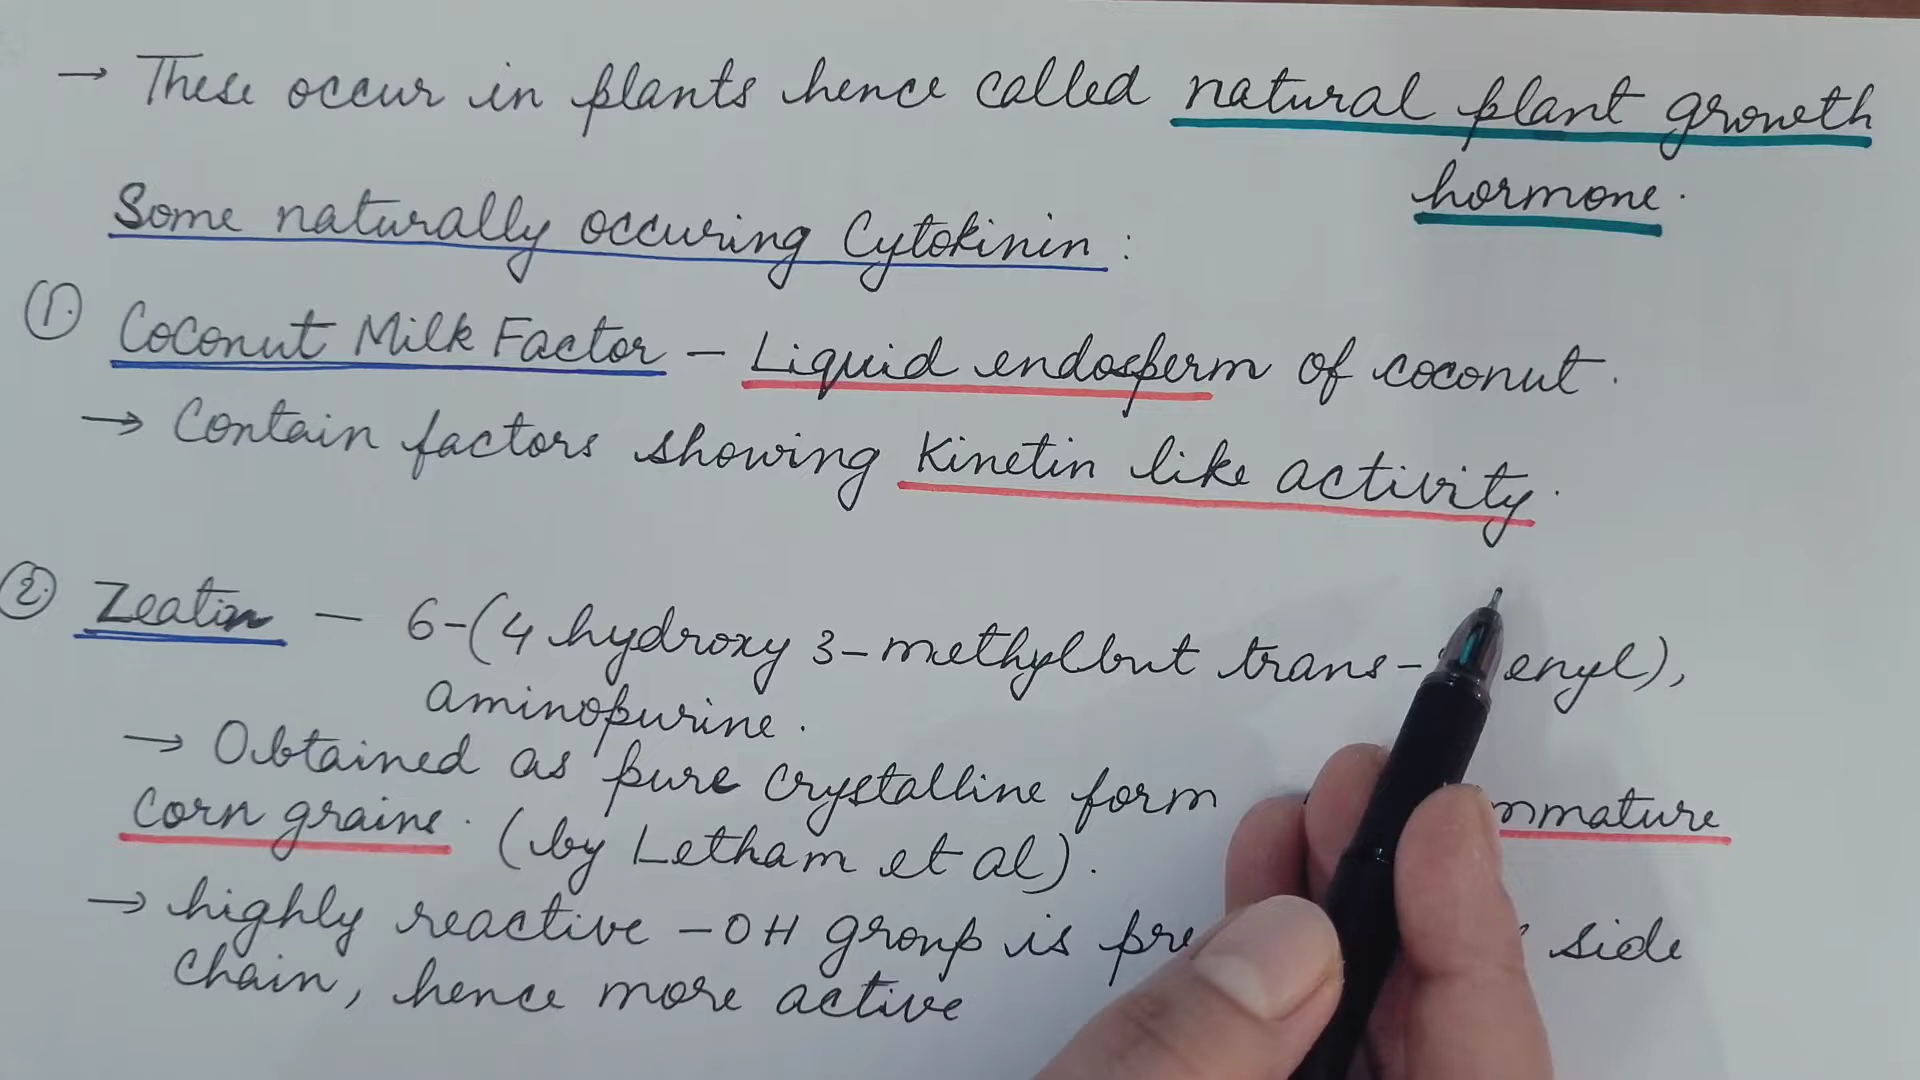 → These occur in plants hence called natural plant growth
hormone.
Some naturally occuring Cytokinin :
1. Coconut Milk Factor – Liquid endosperm of coconut.
→ Contain factors showing Kinetin like activity.
2. Zeatin – 6-(4 hydroxy 3-methylbut trans- enyl),
aminopurine.
→ Obtained as pure crystalline form
corn grains. (by Letham et al).
→ highly reactive –OH group is side
chain, hence more active